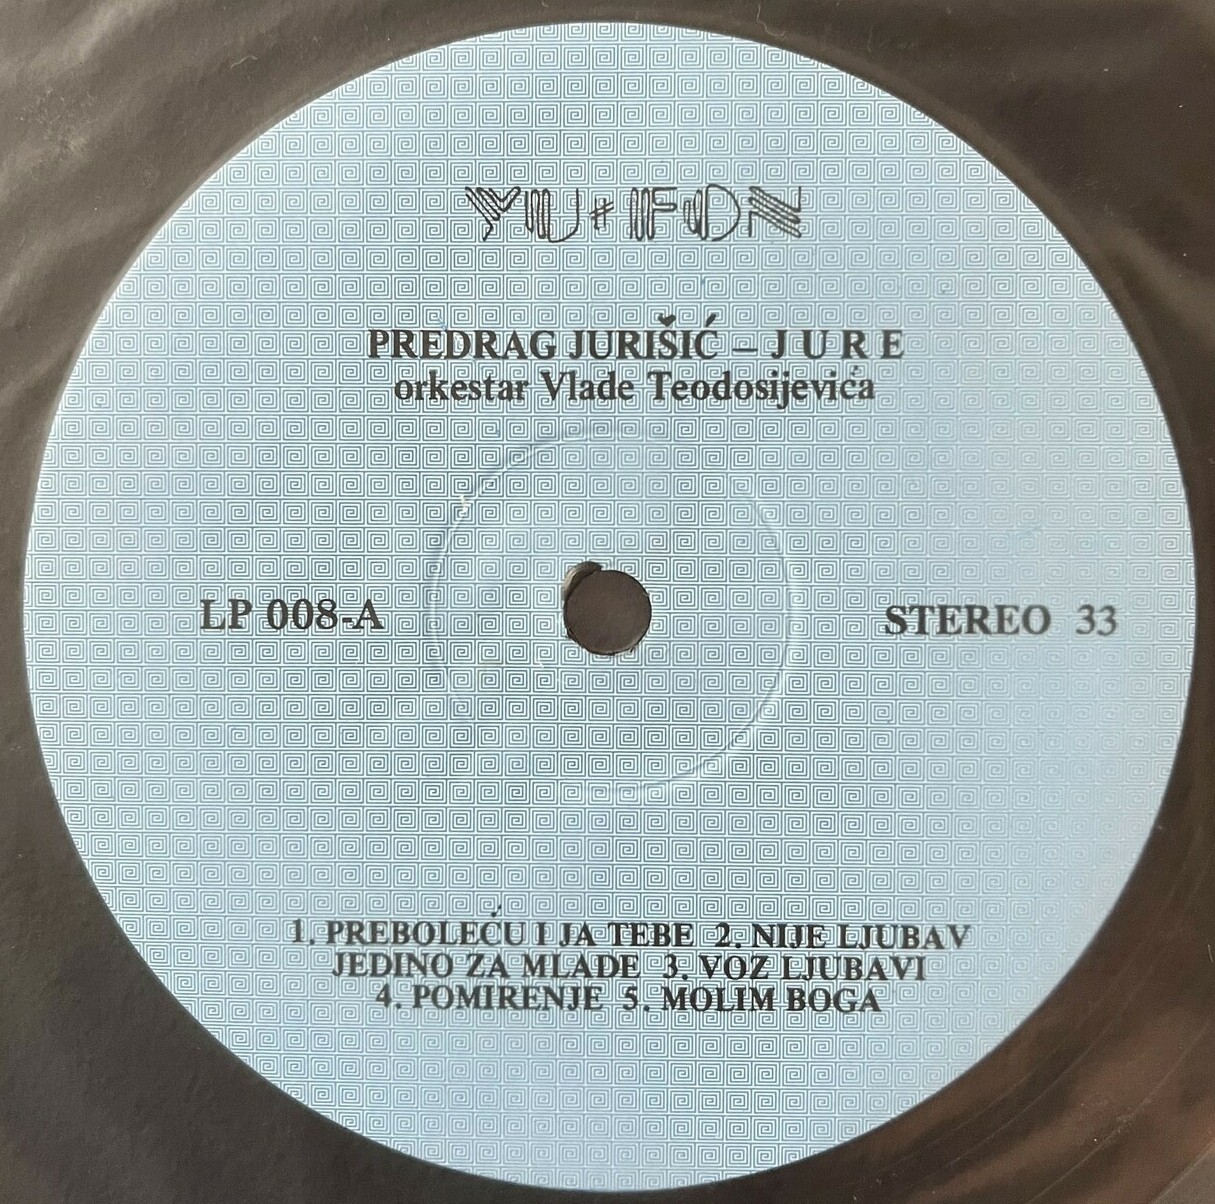 YU * FON
PREDRAG JURIŠIĆ – J U R E
orkestar Vlade Teodosijevića
LP 008-A
STEREO 33
1. PREBOLEĆU I JA TEBE 2. NIJE LJUBAV
JEDINO ZA MLADE 3. VOZ LJUBAVI
4. POMIRENJE 5. MOLIM BOGA